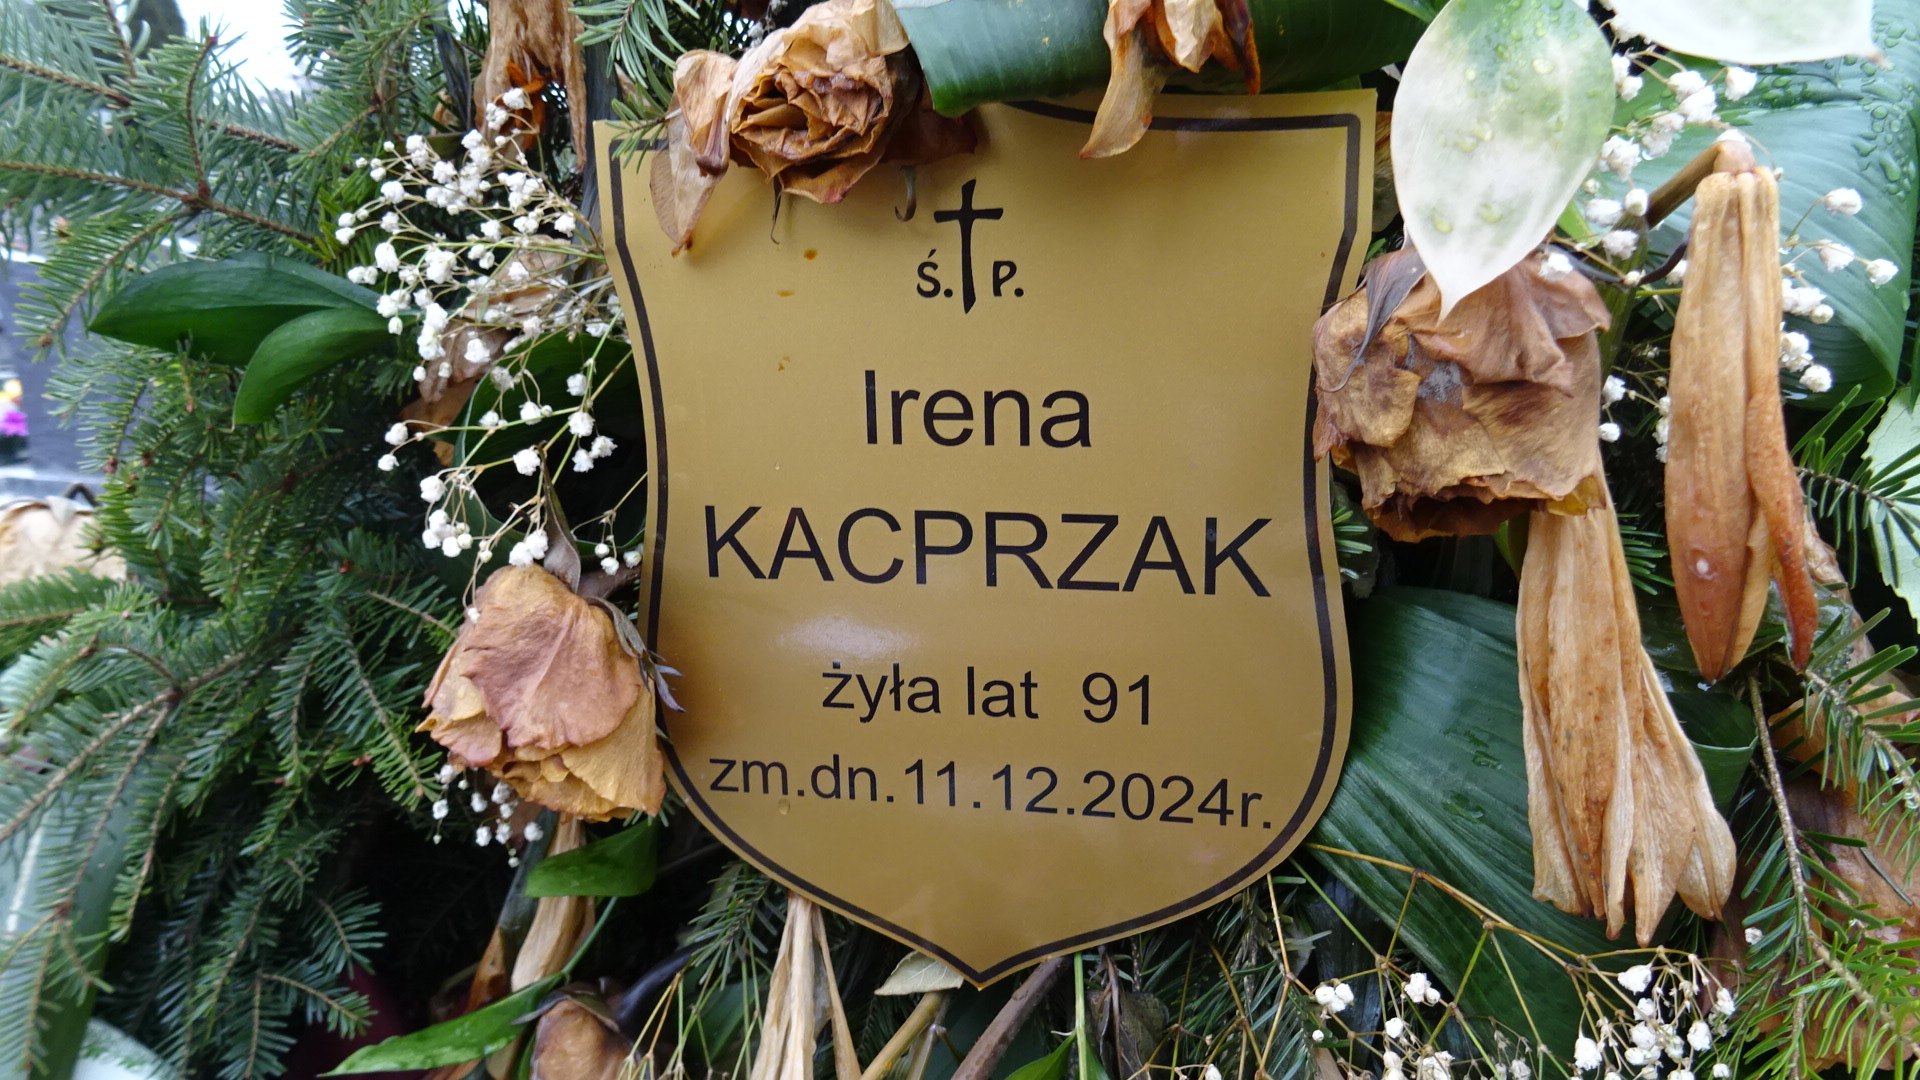 Ś. P.
Irena
KACPRZAK
żyła lat 91
zm.dn.11.12.2024r.